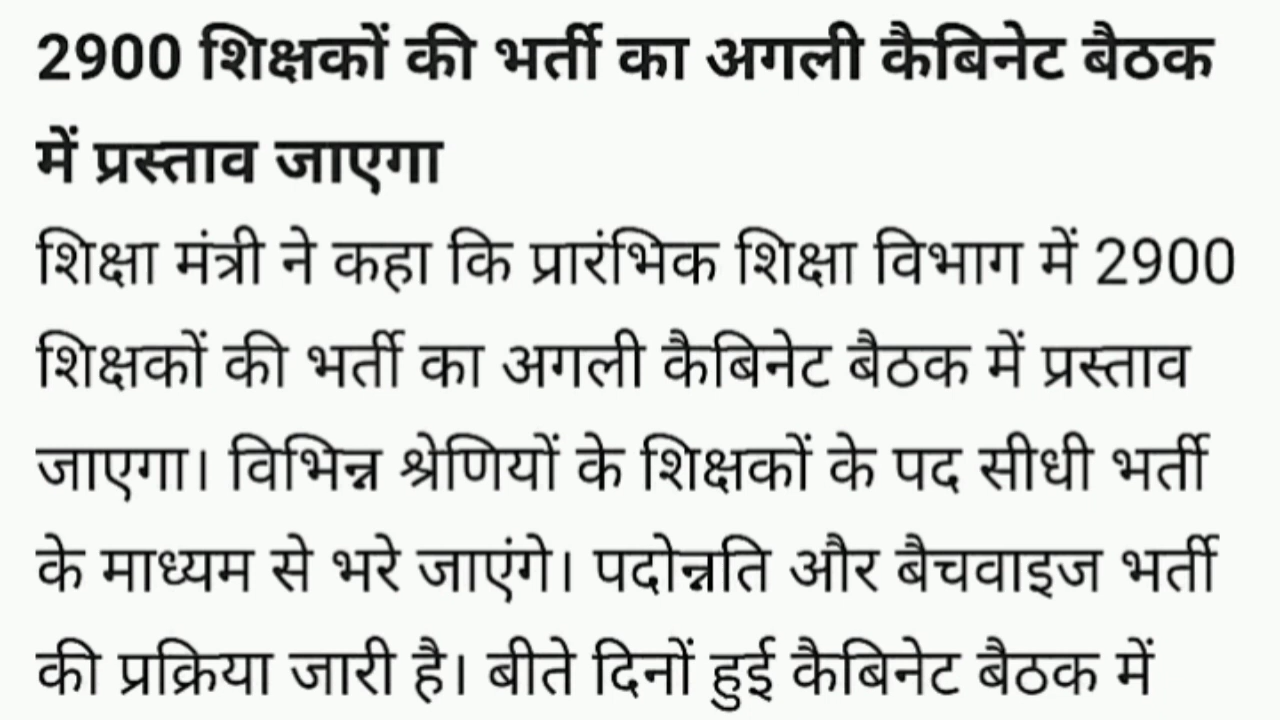 2900 शिक्षकों की भर्ती का अगली कैबिनेट बैठक
में प्रस्ताव जाएगा
शिक्षा मंत्री ने कहा कि प्रारंभिक शिक्षा विभाग में 2900
शिक्षकों की भर्ती का अगली कैबिनेट बैठक में प्रस्ताव
जाएगा। विभिन्न श्रेणियों के शिक्षकों के पद सीधी भर्ती
के माध्यम से भरे जाएंगे। पदोन्नति और बैचवाइज भर्ती
की प्रक्रिया जारी है। बीते दिनों हुई कैबिनेट बैठक में